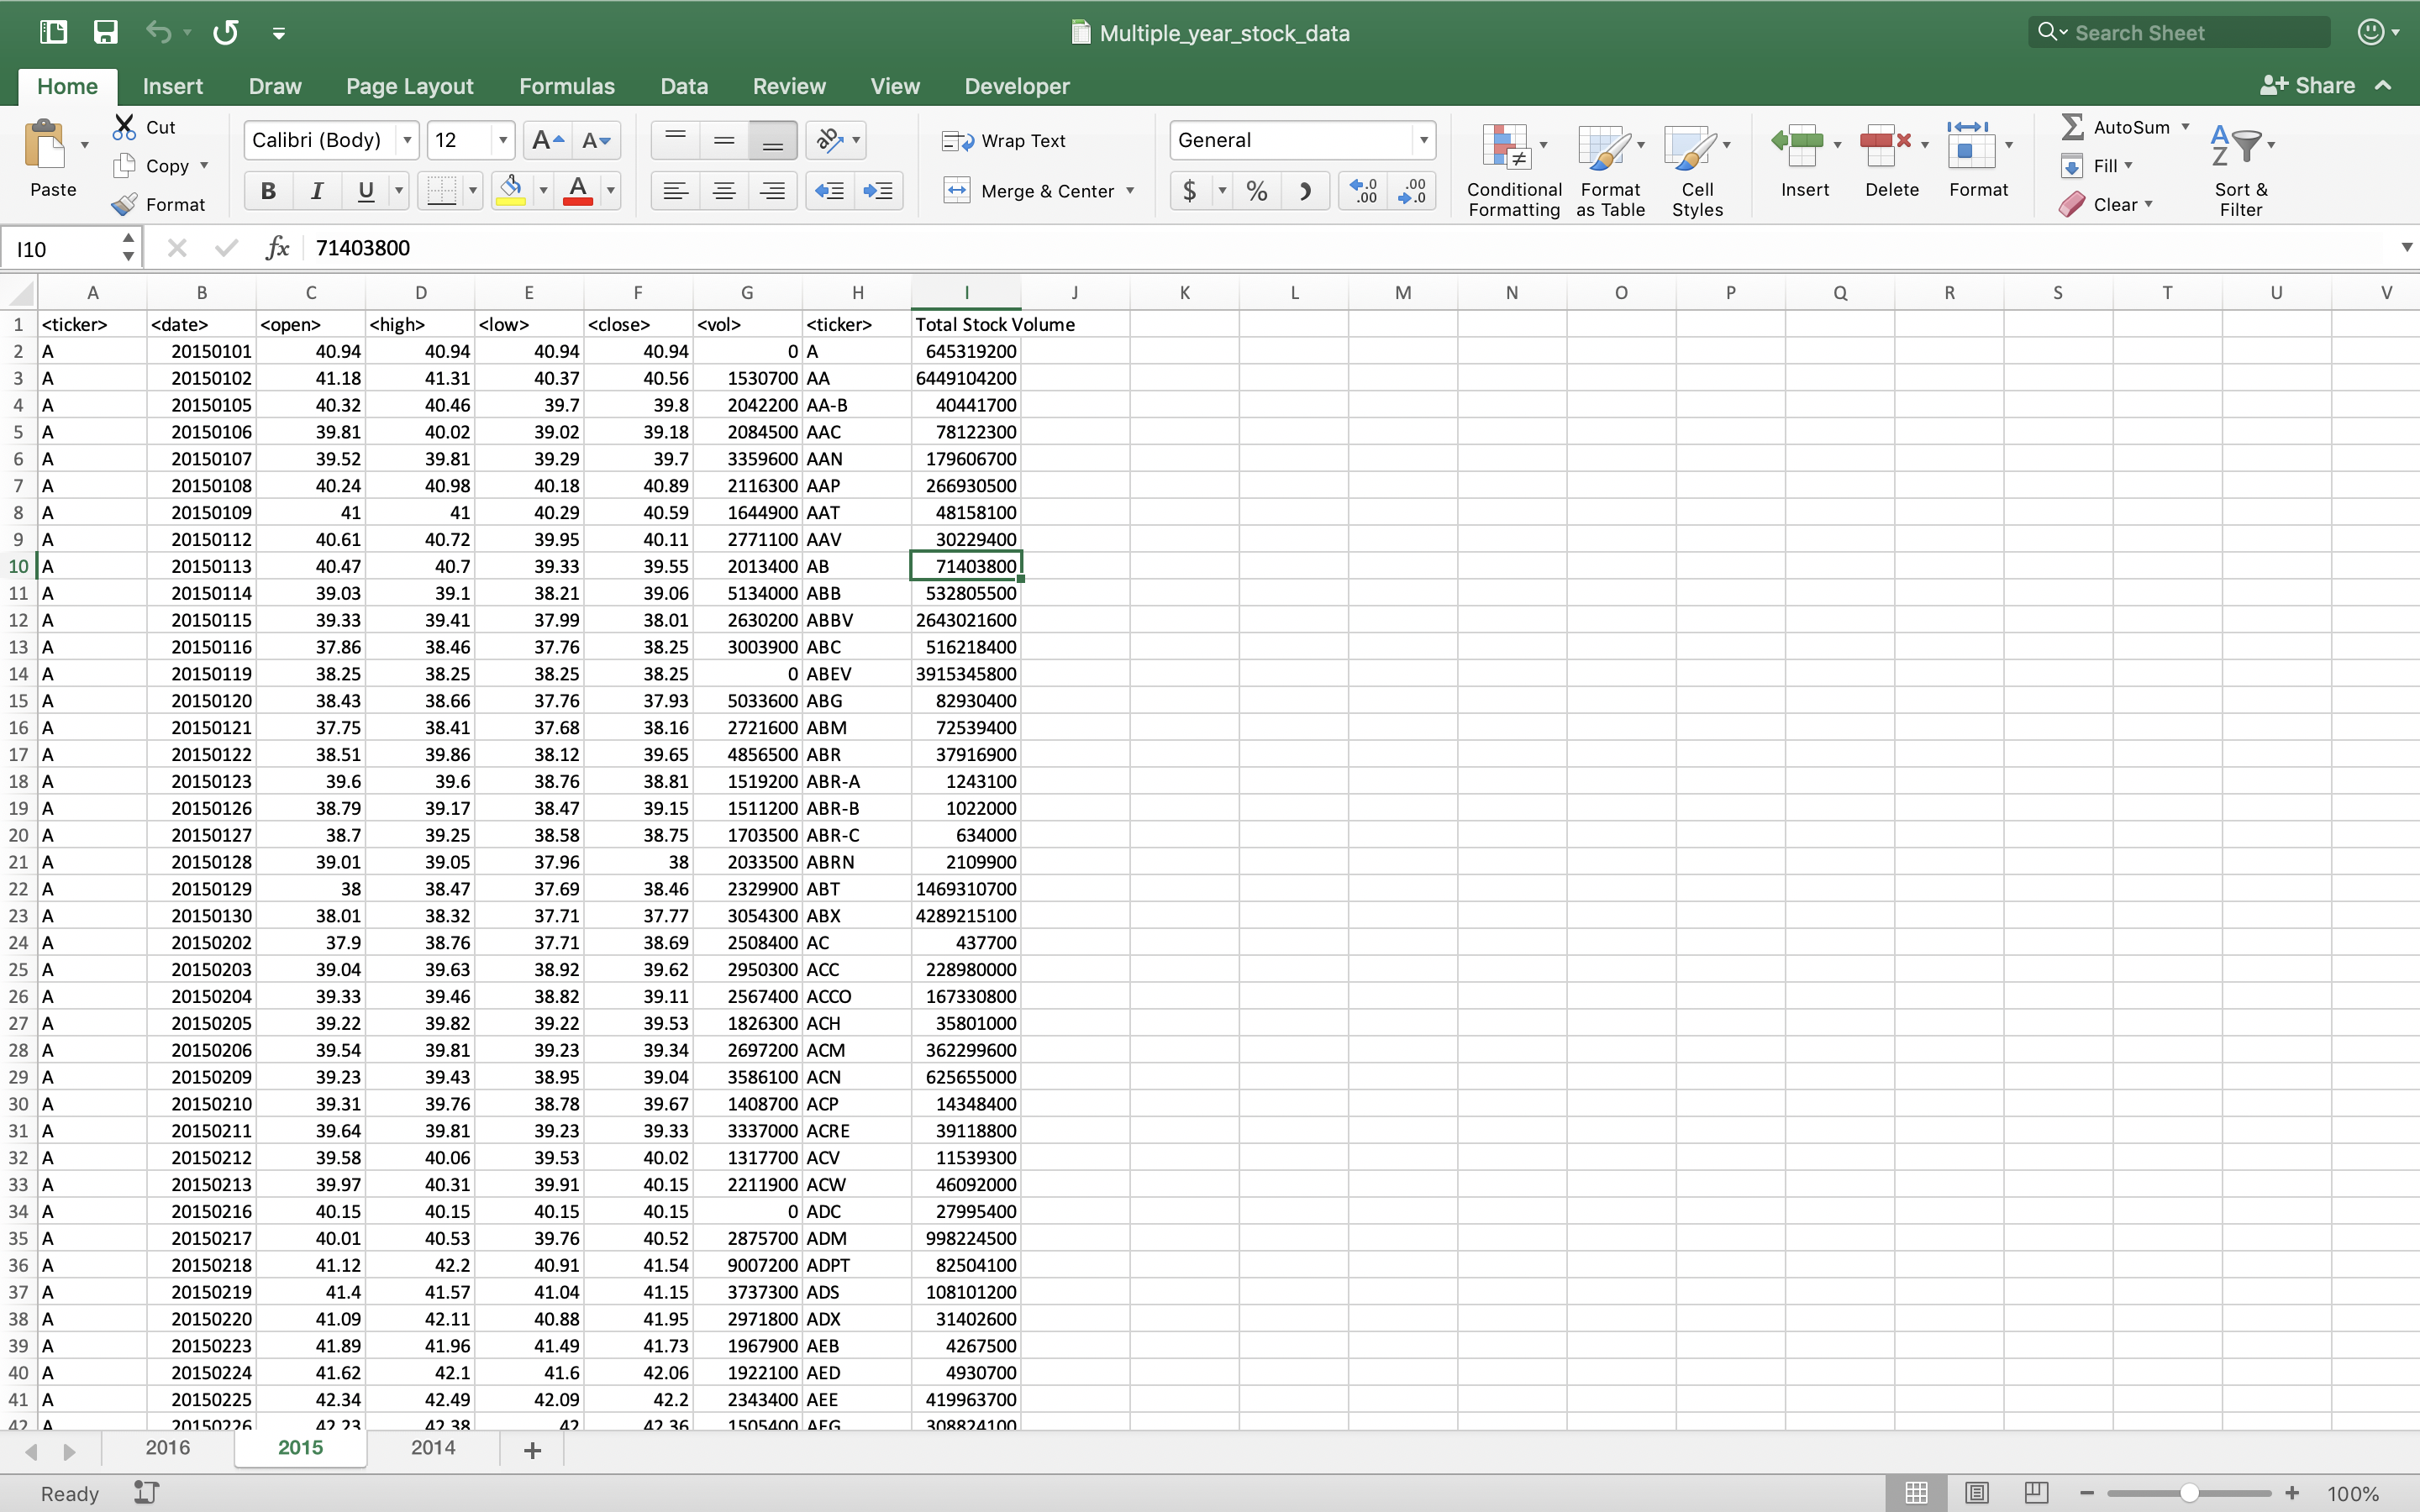 Multiple_year_stock_data
Search Sheet
Home Insert Draw Page Layout Formulas Data Review View Developer Share
Cut Calibri (Body) 12 A A Wrap Text General AutoSum
Copy Fill
Paste Format B I U A Merge & Center $ % Conditional Formatting Format as Table Cell Styles Insert Delete Format Clear Sort & Filter
I10 fx 71403800
A B C D E F G H I J K L M N O P Q R S T U V
1 <ticker> <date> <open> <high> <low> <close> <vol> <ticker> Total Stock Volume
2 A 20150101 40.94 40.94 40.94 40.94 0 A 645319200
3 A 20150102 41.18 41.31 40.37 40.56 1530700 AA 6449104200
4 A 20150105 40.32 40.46 39.7 39.8 2042200 AA-B 40441700
5 A 20150106 39.81 40.02 39.02 39.18 2084500 AAC 78122300
6 A 20150107 39.52 39.81 39.29 39.7 3359600 AAN 179606700
7 A 20150108 40.24 40.98 40.18 40.89 2116300 AAP 266930500
8 A 20150109 41 41 40.29 40.59 1644900 AAT 48158100
9 A 20150112 40.61 40.72 39.95 40.11 2771100 AAV 30229400
10 A 20150113 40.47 40.7 39.33 39.55 2013400 AB 71403800
11 A 20150114 39.03 39.1 38.21 39.06 5134000 ABB 532805500
12 A 20150115 39.33 39.41 37.99 38.01 2630200 ABBV 2643021600
13 A 20150116 37.86 38.46 37.76 38.25 3003900 ABC 516218400
14 A 20150119 38.25 38.25 38.25 38.25 0 ABEV 3915345800
15 A 20150120 38.43 38.66 37.76 37.93 5033600 ABG 82930400
16 A 20150121 37.75 38.41 37.68 38.16 2721600 ABM 72539400
17 A 20150122 38.51 39.86 38.12 39.65 4856500 ABR 37916900
18 A 20150123 39.6 39.6 38.76 38.81 1519200 ABR-A 1243100
19 A 20150126 38.79 39.17 38.47 39.15 1511200 ABR-B 1022000
20 A 20150127 38.7 39.25 38.58 38.75 1703500 ABR-C 634000
21 A 20150128 39.01 39.05 37.96 38 2033500 ABRN 2109900
22 A 20150129 38 38.47 37.69 38.46 2329900 ABT 1469310700
23 A 20150130 38.01 38.32 37.71 37.77 3054300 ABX 4289215100
24 A 20150202 37.9 38.76 37.71 38.69 2508400 AC 437700
25 A 20150203 39.04 39.63 38.92 39.62 2950300 ACC 228980000
26 A 20150204 39.33 39.46 38.82 39.11 2567400 ACCO 167330800
27 A 20150205 39.22 39.82 39.22 39.53 1826300 ACH 35801000
28 A 20150206 39.54 39.81 39.23 39.34 2697200 ACM 362299600
29 A 20150209 39.23 39.43 38.95 39.04 3586100 ACN 625655000
30 A 20150210 39.31 39.76 38.78 39.67 1408700 ACP 14348400
31 A 20150211 39.64 39.81 39.23 39.33 3337000 ACRE 39118800
32 A 20150212 39.58 40.06 39.53 40.02 1317700 ACV 11539300
33 A 20150213 39.97 40.31 39.91 40.15 2211900 ACW 46092000
34 A 20150216 40.15 40.15 40.15 40.15 0 ADC 27995400
35 A 20150217 40.01 40.53 39.76 40.52 2875700 ADM 998224500
36 A 20150218 41.12 42.2 40.91 41.54 9007200 ADPT 82504100
37 A 20150219 41.4 41.57 41.04 41.15 3737300 ADS 108101200
38 A 20150220 41.09 42.11 40.88 41.95 2971800 ADX 31402600
39 A 20150223 41.89 41.96 41.49 41.73 1967900 AEB 4267500
40 A 20150224 41.62 42.1 41.6 42.06 1922100 AED 4930700
41 A 20150225 42.34 42.49 42.09 42.2 2343400 AEE 419963700
42 A 20150226 42.23 42.38 42 42.36 1505400 AEG 308824100
2016 2015 2014 +
Ready 100%